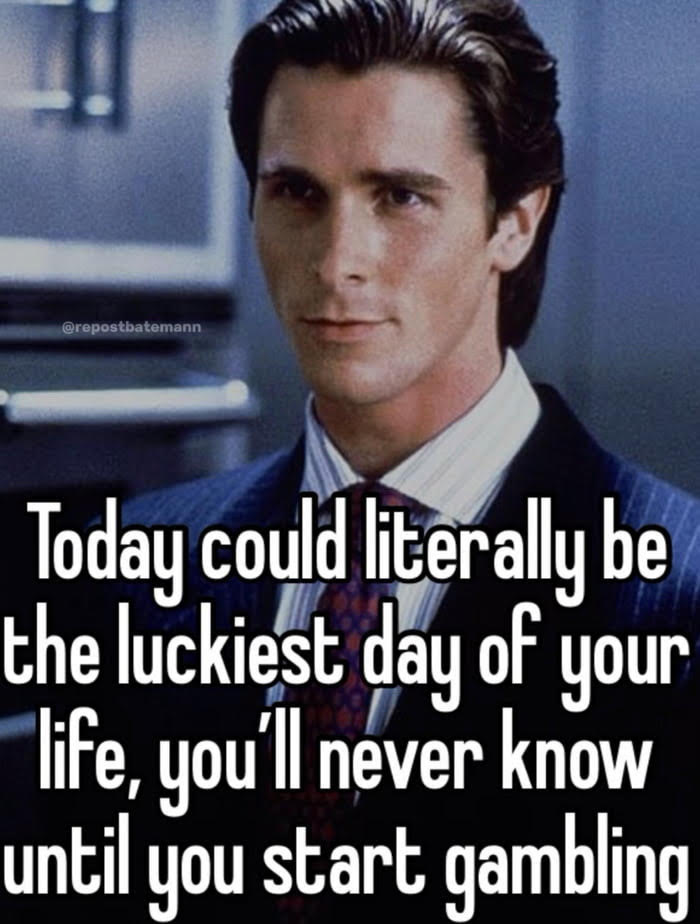 @repostbatemann
Today could literally be
the luckiest day of your
life, you'll never know
until you start gambling